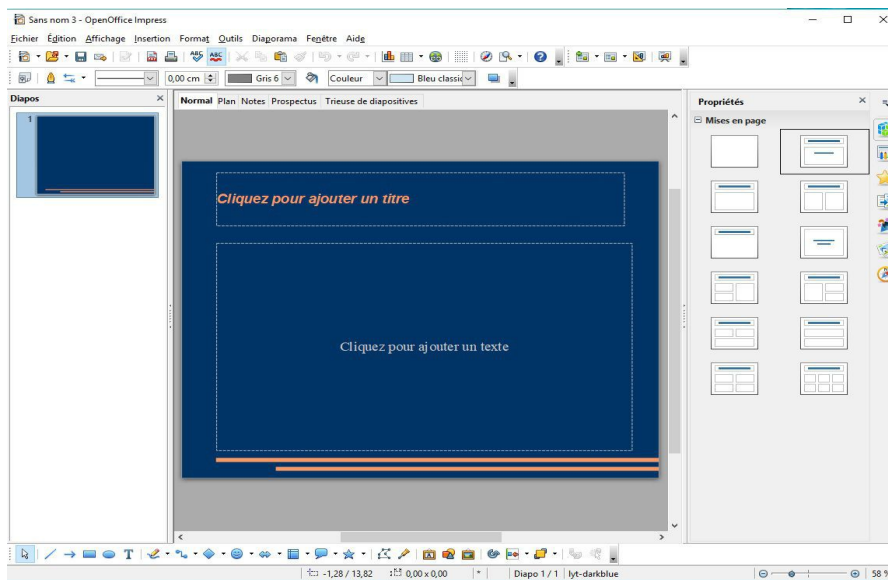 Sans nom 3 - OpenOffice Impress
Fichier Édition Affichage Insertion Format Outils Diaporama Fenêtre Aide
0,00 cm Gris 6 Couleur Bleu classic
Diapos
Normal Plan Notes Prospectus Trieuse de diapositives
Propriétés
Mises en page
1
Cliquez pour ajouter un titre
Cliquez pour ajouter un texte
-1,28 / 13,82 0,00 x 0,00 * Diapo 1 / 1 lyt-darkblue 58 %